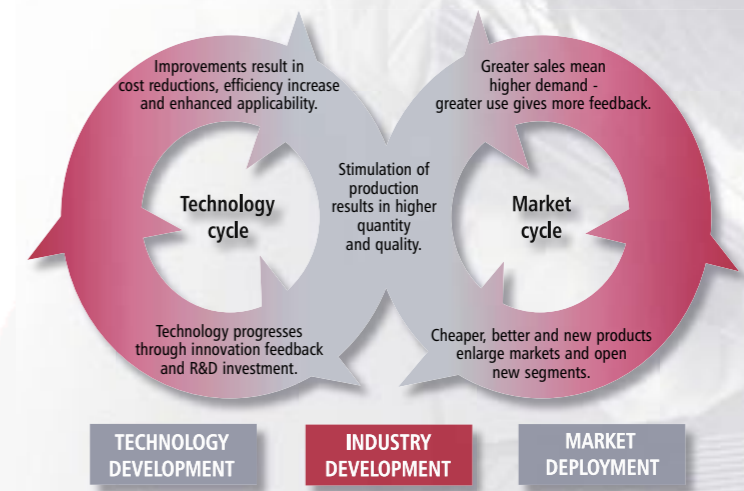 Improvements result in
cost reductions, efficiency increase
and enhanced applicability.
Greater sales mean
higher demand -
greater use gives more feedback.
Stimulation of
production
results in higher
quantity
and quality.
Technology
cycle
Market
cycle
Technology progresses
through innovation feedback
and R&D investment.
Cheaper, better and new products
enlarge markets and open
new segments.
TECHNOLOGY
DEVELOPMENT
INDUSTRY
DEVELOPMENT
MARKET
DEPLOYMENT